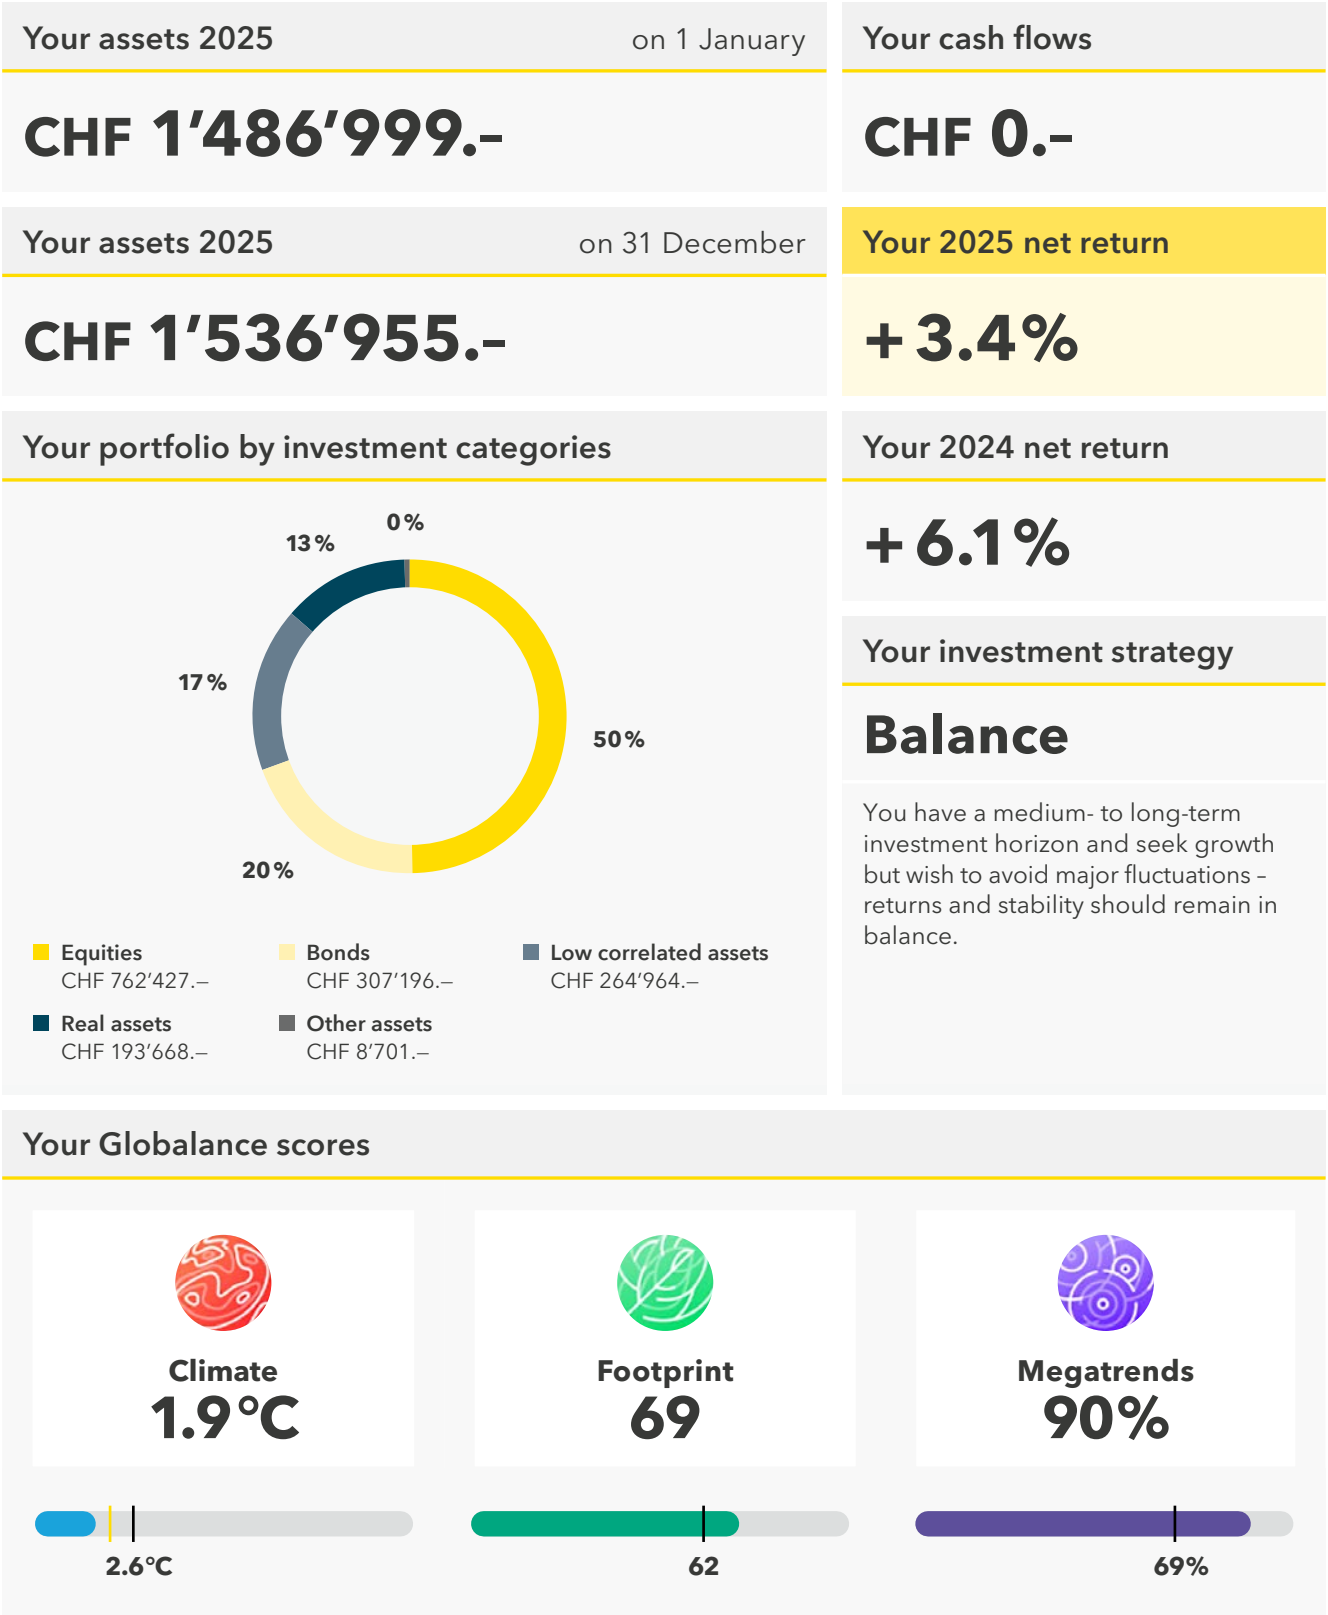 Your assets 2025 on 1 January
CHF 1’486’999.–
Your cash flows
CHF 0.–
Your assets 2025 on 31 December
CHF 1’536’955.–
Your 2025 net return
+ 3.4%
Your portfolio by investment categories
0%
13%
17%
50%
20%
Equities
CHF 762’427.–
Bonds
CHF 307’196.–
Low correlated assets
CHF 264’964.–
Real assets
CHF 193’668.–
Other assets
CHF 8’701.–
Your 2024 net return
+ 6.1%
Your investment strategy
Balance
You have a medium- to long-term
investment horizon and seek growth
but wish to avoid major fluctuations –
returns and stability should remain in
balance.
Your Globalance scores
Climate
1.9°C
2.6°C
Footprint
69
62
Megatrends
90%
69%